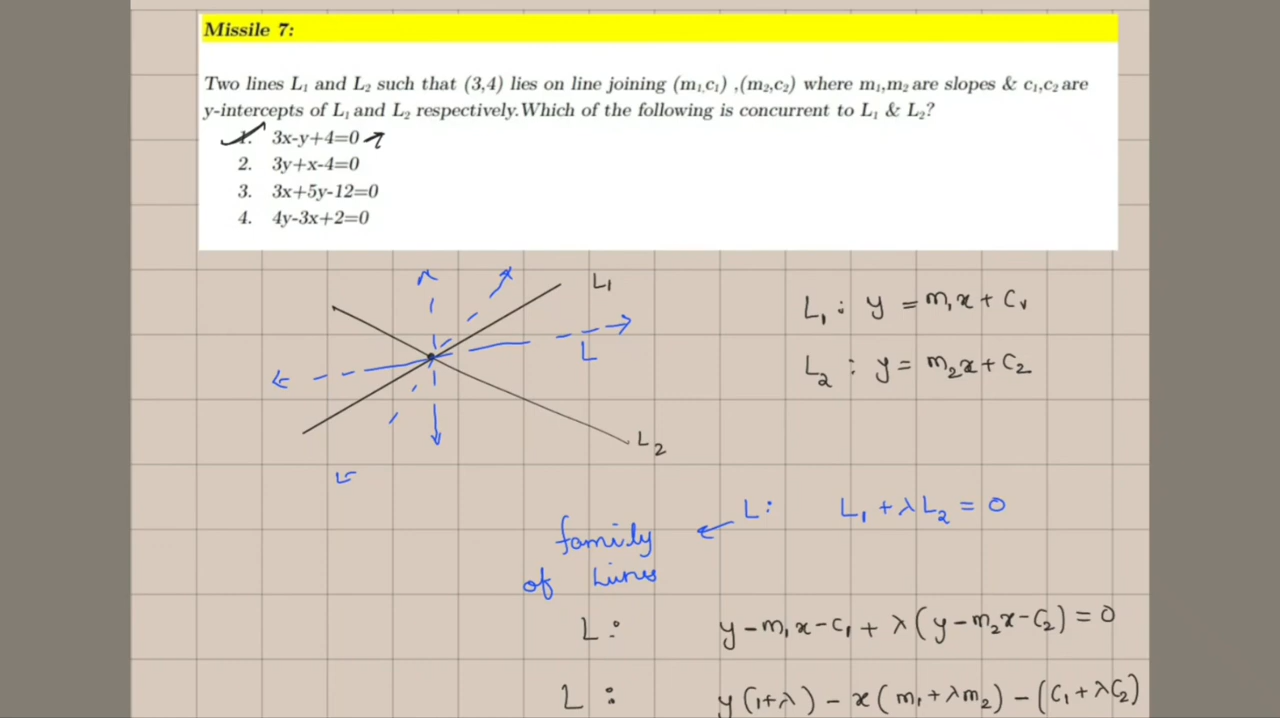 Missile 7:
Two lines L₁ and L₂ such that (3,4) lies on line joining (m₁,c₁) ,(m₂,c₂) where m₁,m₂ are slopes & c₁,c₂ are
y-intercepts of L₁ and L₂ respectively.Which of the following is concurrent to L₁ & L₂?
1. 3x-y+4=0
2. 3y+x-4=0
3. 3x+5y-12=0
4. 4y-3x+2=0
L₁
L₁ : y = m₁x + C₁
L
L₂ : y = m₂x + C₂
L₂
L: L₁ + λL₂ = 0
family
of Lines
L: y - m₁x - c₁ + λ(y - m₂x - C₂) = 0
L : y(1+λ) - x(m₁ + λm₂) - (C₁ + λC₂)